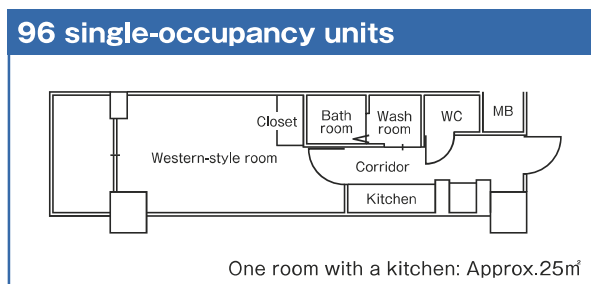 96 single-occupancy units
Closet
Bath
room
Wash
room
WC
MB
Western-style room
Corridor
Kitchen
One room with a kitchen: Approx.25㎡